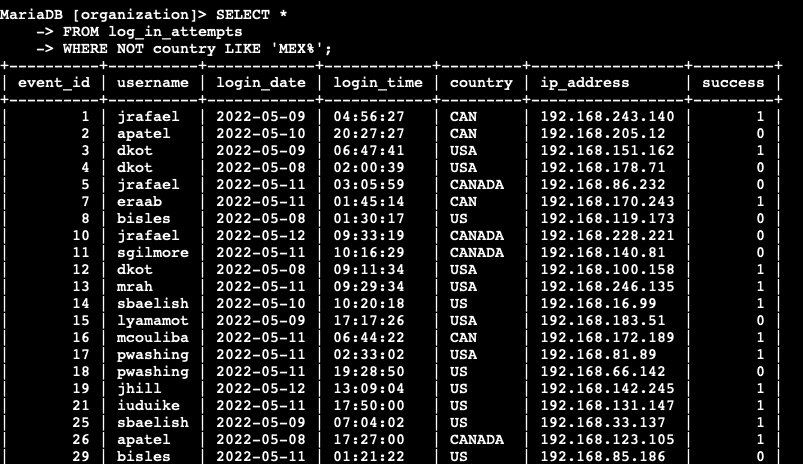 MariaDB [organization]> SELECT *
    -> FROM log_in_attempts
    -> WHERE NOT country LIKE 'MEX%';
+----------+----------+------------+------------+---------+-----------------+---------+
| event_id | username | login_date | login_time | country | ip_address      | success |
+----------+----------+------------+------------+---------+-----------------+---------+
|        1 | jrafael  | 2022-05-09 | 04:56:27   | CAN     | 192.168.243.140 |       1 |
|        2 | apatel   | 2022-05-10 | 20:27:27   | CAN     | 192.168.205.12  |       0 |
|        3 | dkot     | 2022-05-09 | 06:47:41   | USA     | 192.168.151.162 |       1 |
|        4 | dkot     | 2022-05-08 | 02:00:39   | USA     | 192.168.178.71  |       0 |
|        5 | jrafael  | 2022-05-11 | 03:05:59   | CANADA  | 192.168.86.232  |       0 |
|        7 | eraab    | 2022-05-11 | 01:45:14   | CAN     | 192.168.170.243 |       1 |
|        8 | bisles   | 2022-05-08 | 01:30:17   | US      | 192.168.119.173 |       0 |
|       10 | jrafael  | 2022-05-12 | 09:33:19   | CANADA  | 192.168.228.221 |       0 |
|       11 | sgilmore | 2022-05-11 | 10:16:29   | CANADA  | 192.168.140.81  |       0 |
|       12 | dkot     | 2022-05-08 | 09:11:34   | USA     | 192.168.100.158 |       1 |
|       13 | mrah     | 2022-05-11 | 09:29:34   | USA     | 192.168.246.135 |       1 |
|       14 | sbaelish | 2022-05-10 | 10:20:18   | US      | 192.168.16.99   |       1 |
|       15 | lyamamot | 2022-05-09 | 17:17:26   | USA     | 192.168.183.51  |       0 |
|       16 | mcouliba | 2022-05-11 | 06:44:22   | CAN     | 192.168.172.189 |       1 |
|       17 | pwashing | 2022-05-11 | 02:33:02   | USA     | 192.168.81.89   |       1 |
|       18 | pwashing | 2022-05-11 | 19:28:50   | US      | 192.168.66.142  |       0 |
|       19 | jhill    | 2022-05-12 | 13:09:04   | US      | 192.168.142.245 |       1 |
|       21 | iuduike  | 2022-05-11 | 17:50:00   | US      | 192.168.131.147 |       1 |
|       25 | sbaelish | 2022-05-09 | 07:04:02   | US      | 192.168.33.137  |       1 |
|       26 | apatel   | 2022-05-08 | 17:27:00   | CANADA  | 192.168.123.105 |       1 |
|       29 | bisles   | 2022-05-11 | 01:21:22   | US      | 192.168.85.186  |       0 |